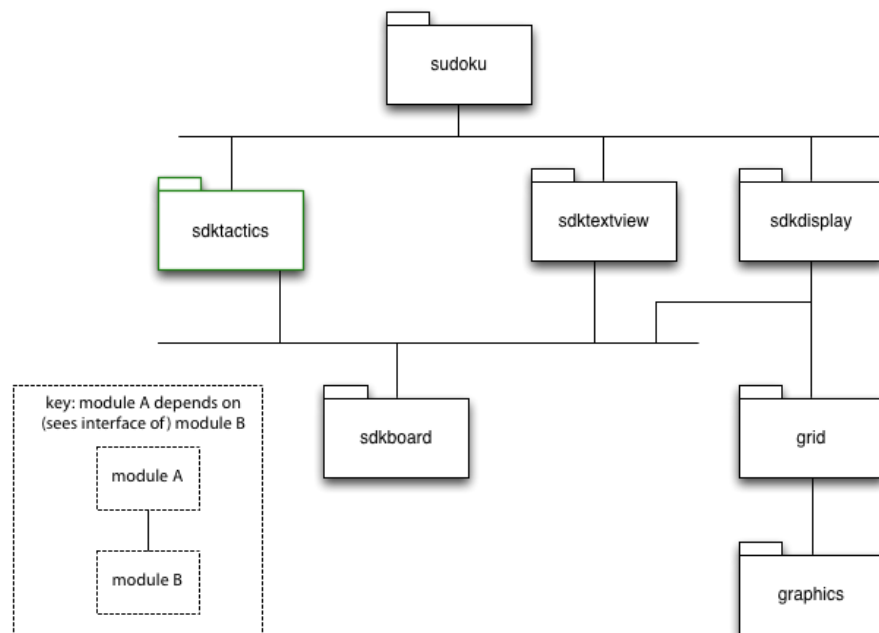 sudoku
sdktactics
sdktextview
sdkdisplay
key: module A depends on
(sees interface of) module B
sdkboard
grid
module A
module B
graphics